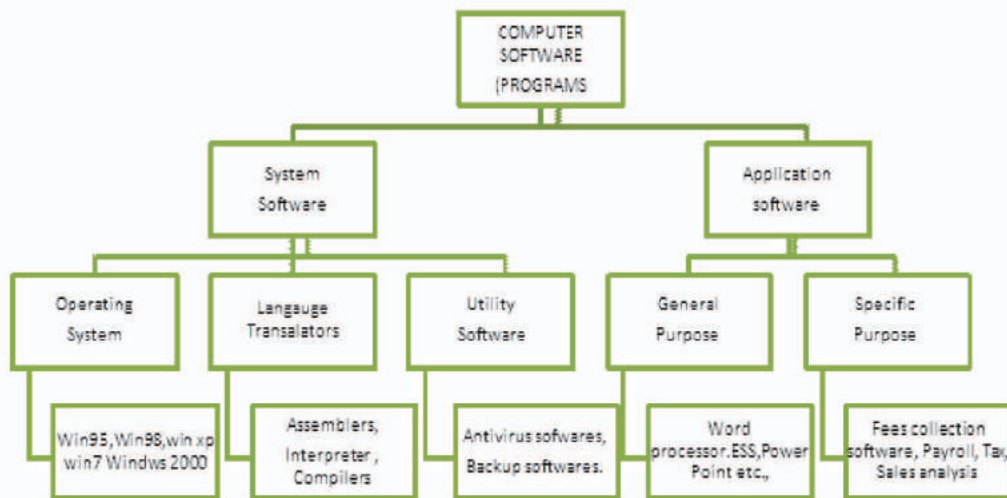 COMPUTER
SOFTWARE
(PROGRAMS
System
Software
Application
software
Operating
System
Langauge
Transalators
Utility
Software
General
Purpose
Specific
Purpose
Win95,Win98,win xp
win7 Windws 2000
Assemblers,
Interpreter ,
Compilers
Antivirus sofwares,
Backup softwares.
Word
processor.ESS,Power
Point etc.,
Fees collection
software, Payroll, Tax,
Sales analysis